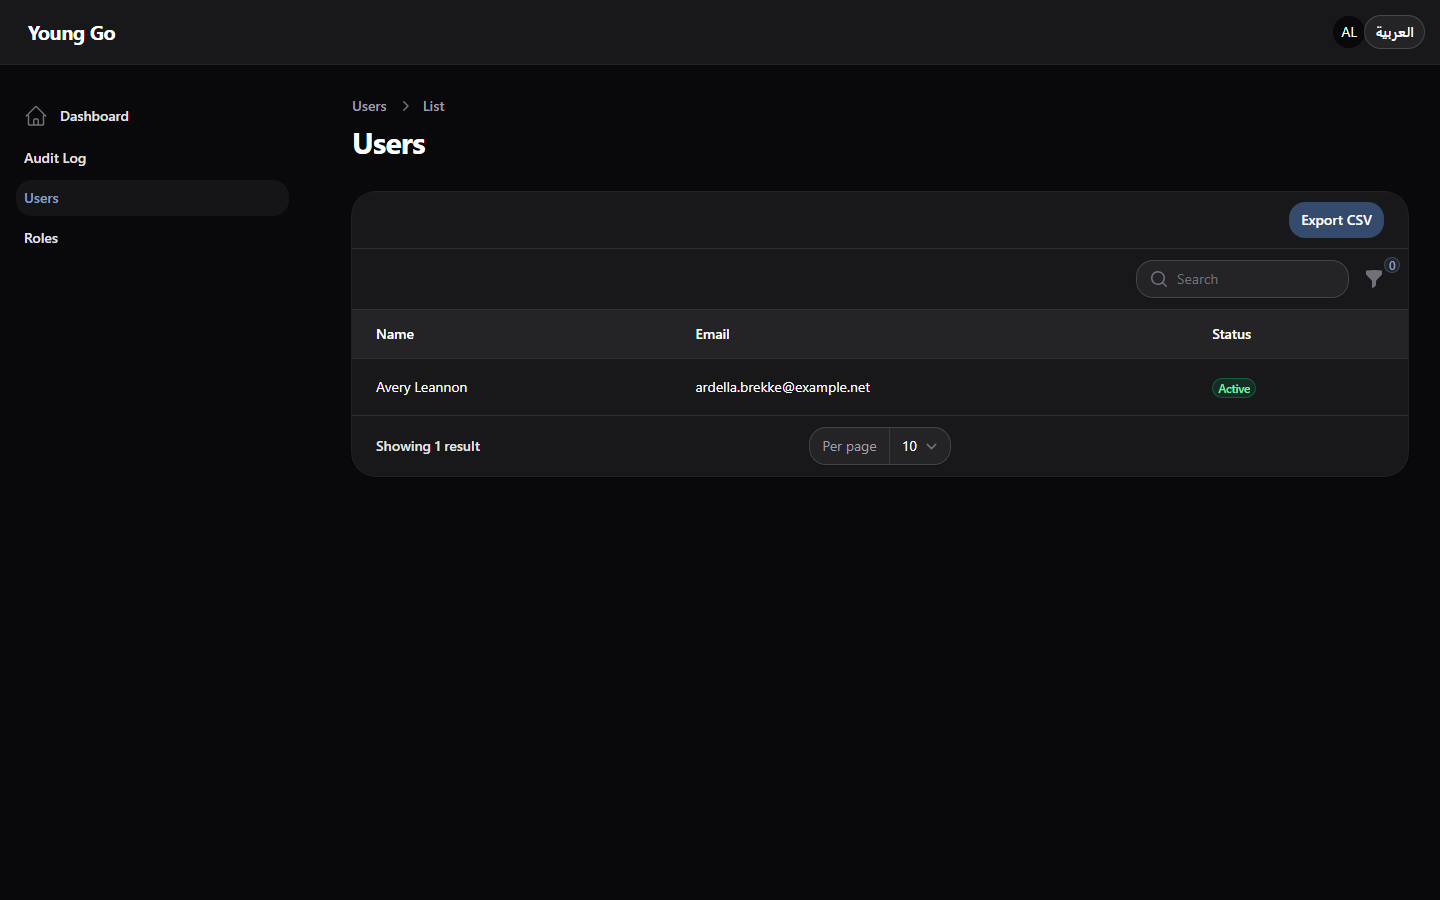 Young Go
AL
العربية
Dashboard
Audit Log
Users
Roles
Users > List
Users
Export CSV
Search
0
Name Email Status
Avery Leannon ardella.brekke@example.net Active
Showing 1 result Per page 10